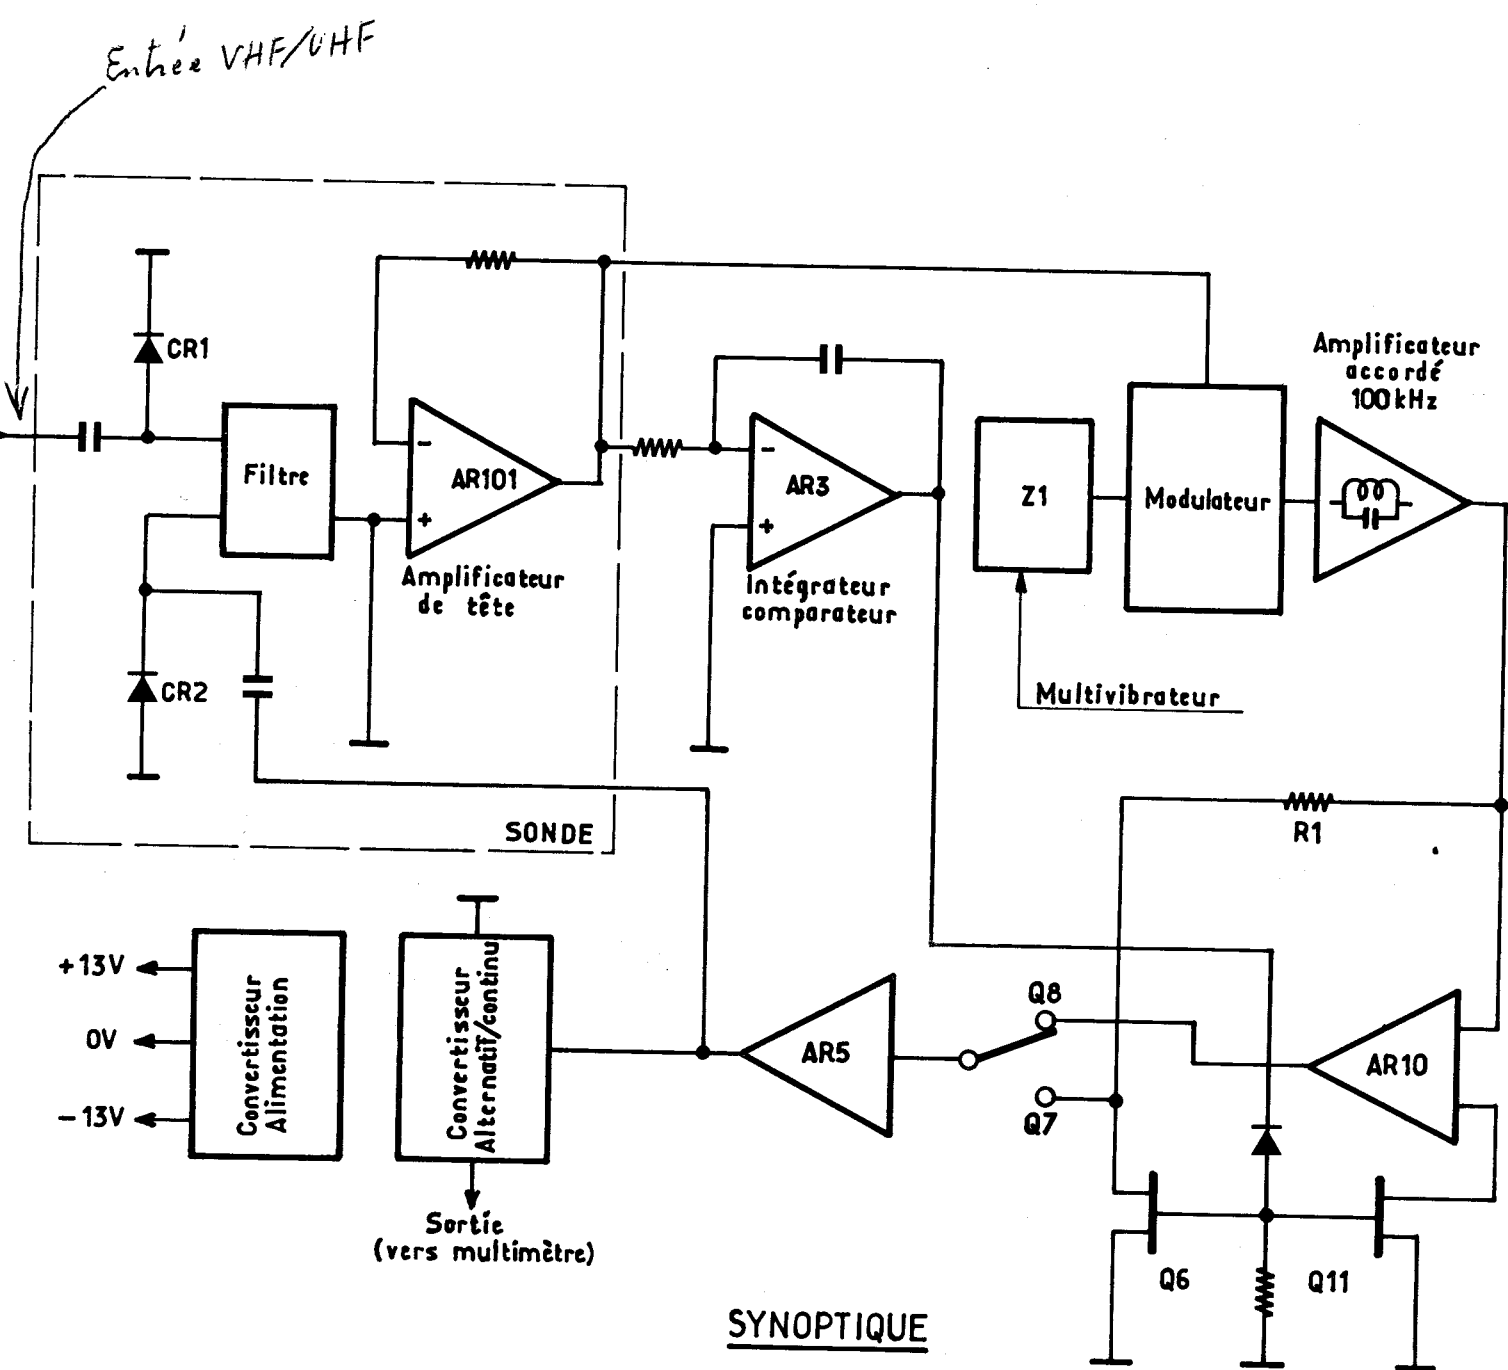 Entrée VHF/UHF
Amplificateur
accordé
100kHz
CR1
Filtre
-
+
AR101
Amplificateur
de tête
-
+
AR3
Intégrateur
comparateur
Z1
Modulateur
Multivibrateur
CR2
SONDE
R1
+13V
0V
-13V
Convertisseur
Alimentation
Convertisseur
Alternatif/continu
Sortie
(vers multimètre)
AR5
Q8
Q7
AR10
Q6
Q11
SYNOPTIQUE